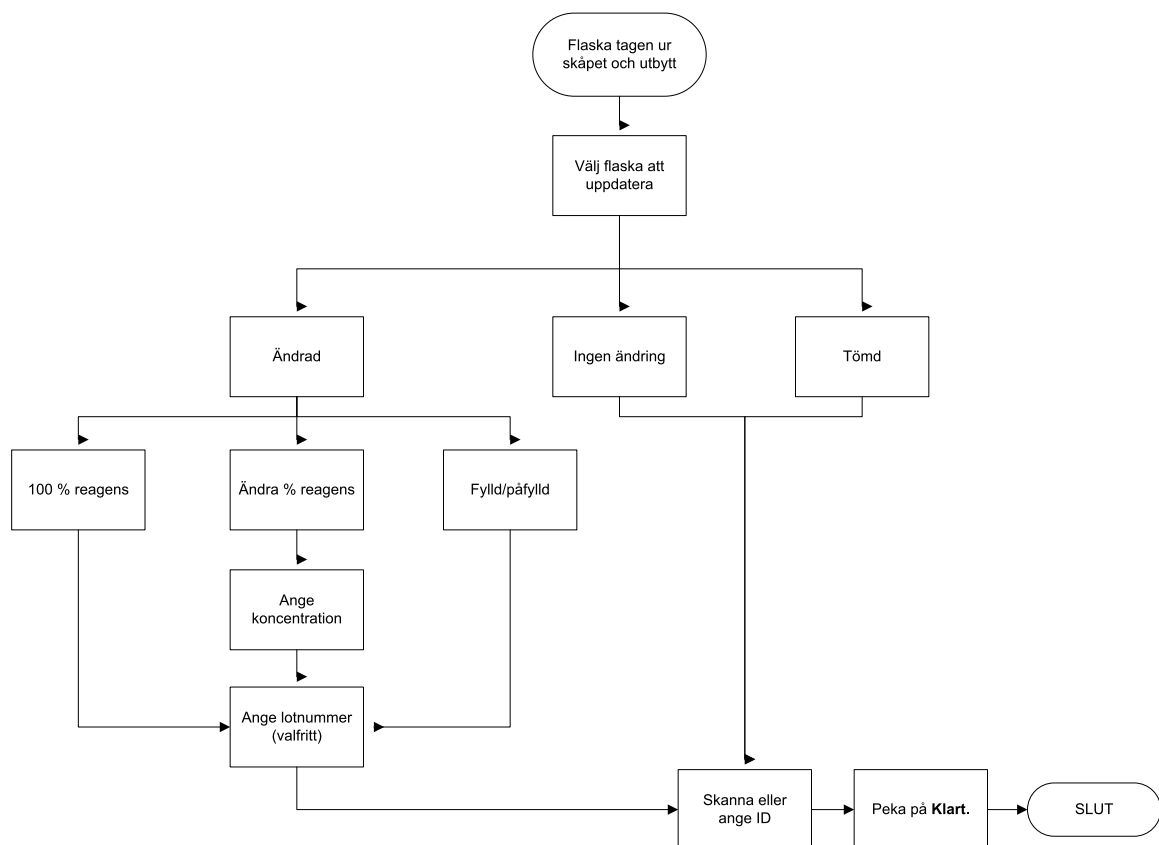 Flaska tagen ur
skåpet och utbytt
Välj flaska att
uppdatera
Ändrad
Ingen ändring
Tömd
100 % reagens
Ändra % reagens
Fylld/påfylld
Ange
koncentration
Ange lotnummer
(valfritt)
Skanna eller
ange ID
Peka på Klart.
SLUT